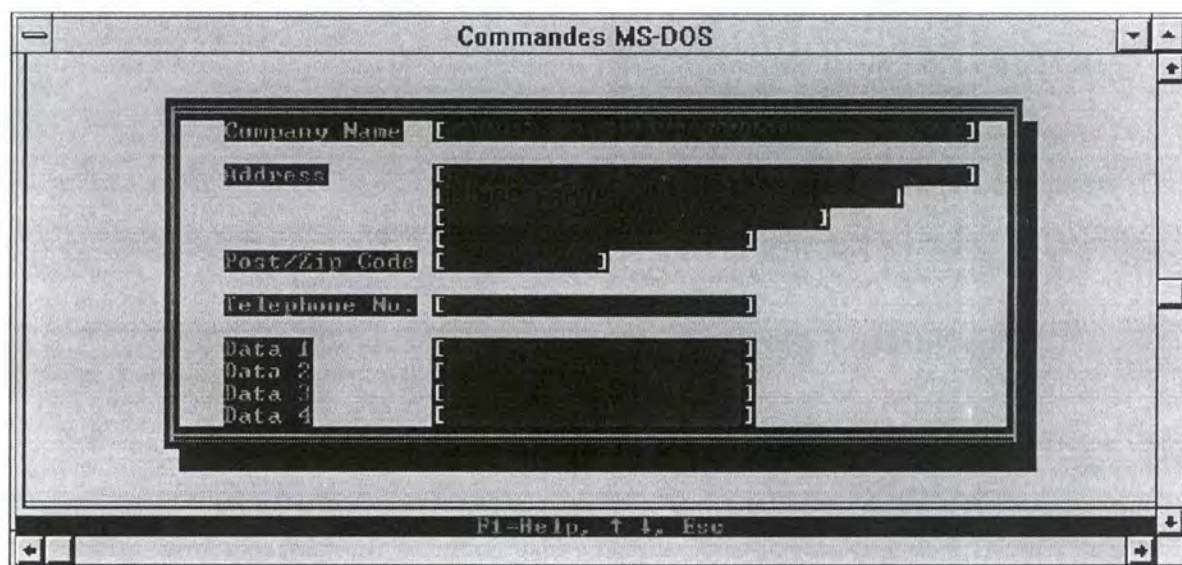 Commandes MS-DOS
Company Name [ ]
Address [ ]
[ ]
[ ]
[ ]
Post/Zip Code [ ]
Telephone No. [ ]
Data 1 [ ]
Data 2 [ ]
Data 3 [ ]
Data 4 [ ]
F1=Help, ↑ ↓, Esc